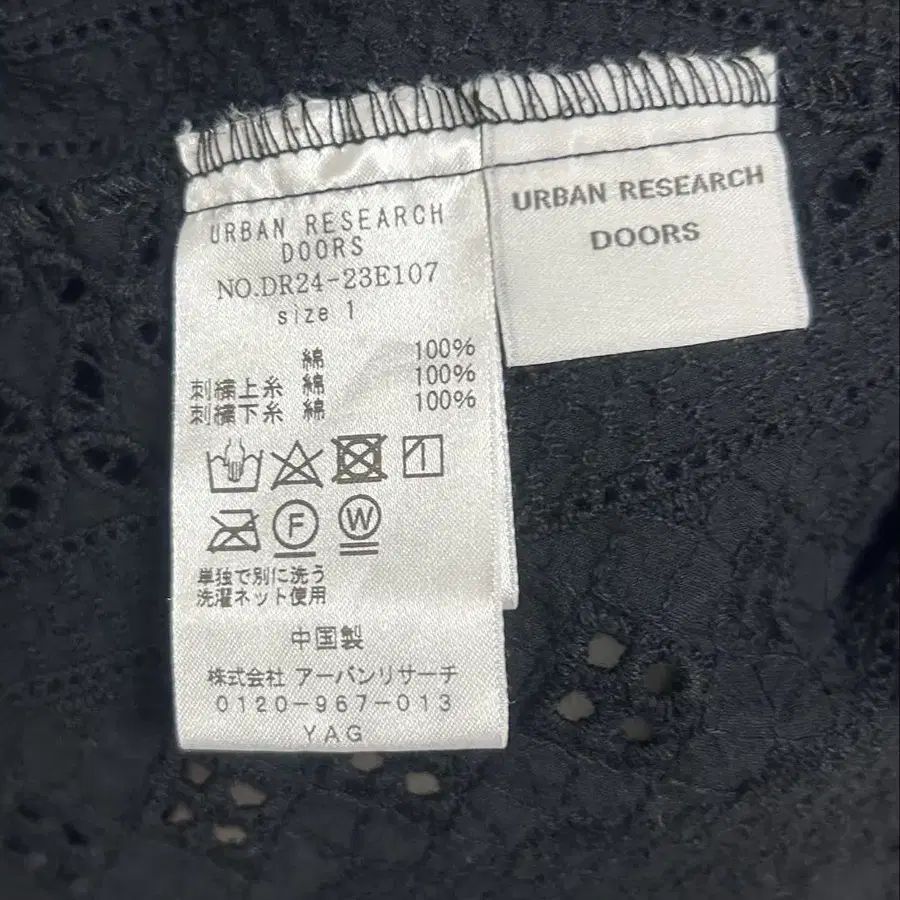 URBAN RESEARCH
DOORS
NO.DR24-23E107
size 1
綿 100%
刺繍上糸 綿 100%
刺繍下糸 綿 100%
F
W
単独で別に洗う
洗濯ネット使用
中国製
株式会社 アーバンリサーチ
0120-967-013
YAG
URBAN RESEARCH
DOORS